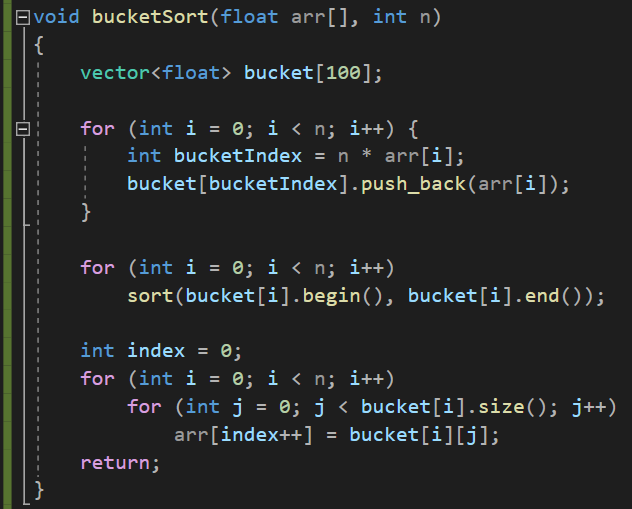 void bucketSort(float arr[], int n)
{
    vector<float> bucket[100];

    for (int i = 0; i < n; i++) {
        int bucketIndex = n * arr[i];
        bucket[bucketIndex].push_back(arr[i]);
    }

    for (int i = 0; i < n; i++)
        sort(bucket[i].begin(), bucket[i].end());

    int index = 0;
    for (int i = 0; i < n; i++)
        for (int j = 0; j < bucket[i].size(); j++)
            arr[index++] = bucket[i][j];
    return;
}